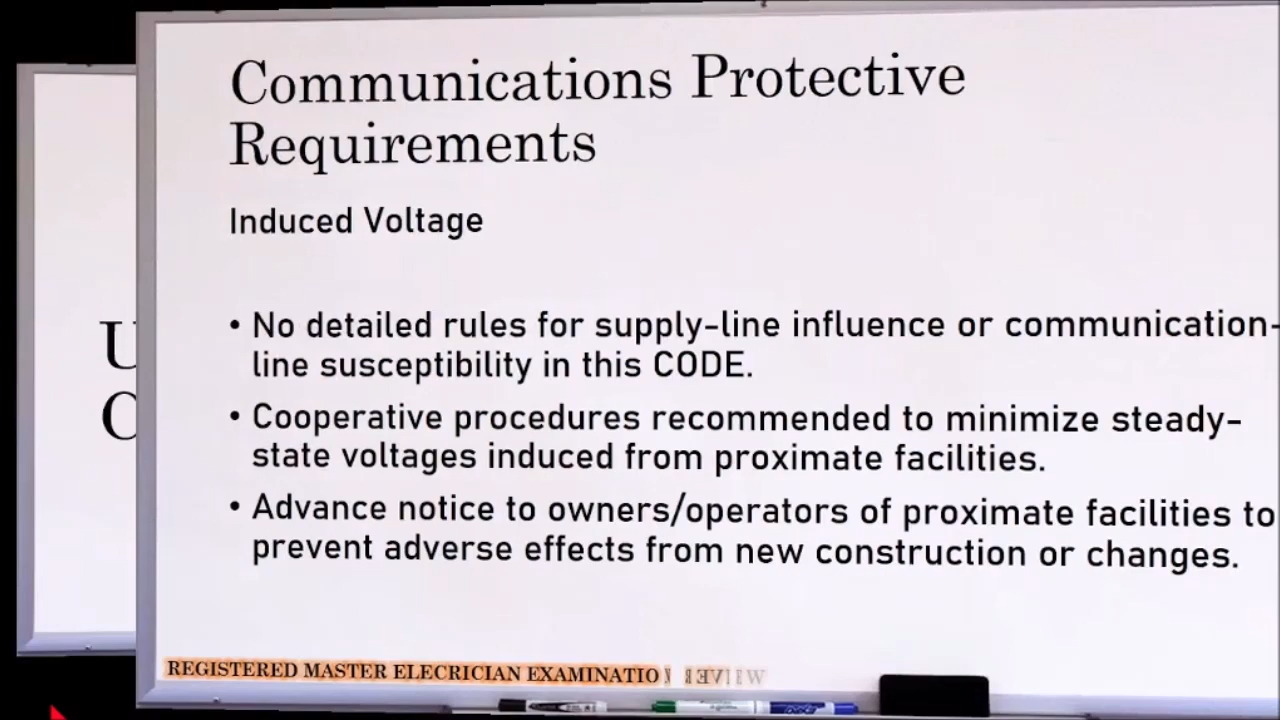 Communications Protective
Requirements
Induced Voltage
• No detailed rules for supply-line influence or communication-
line susceptibility in this CODE.
• Cooperative procedures recommended to minimize steady-
state voltages induced from proximate facilities.
• Advance notice to owners/operators of proximate facilities to
prevent adverse effects from new construction or changes.
REGISTERED MASTER ELECRICIAN EXAMINATIO